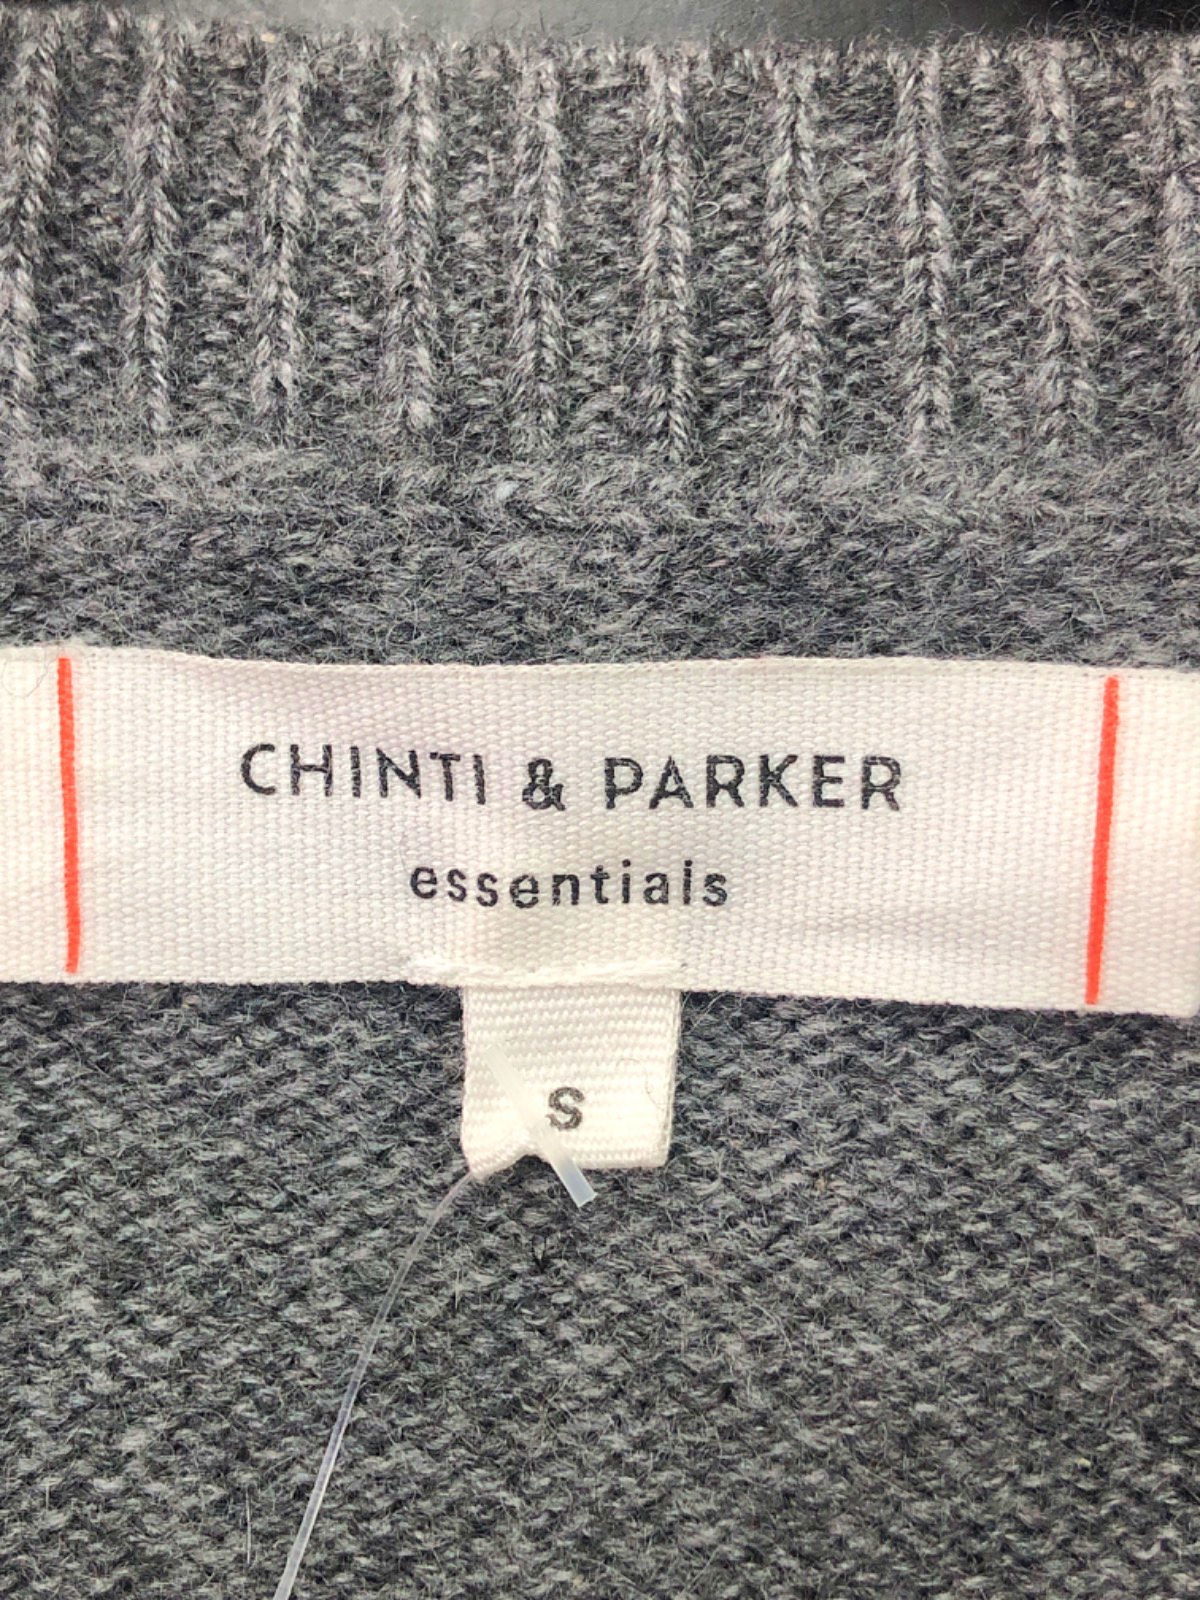 CHINTI & PARKER
essentials
S